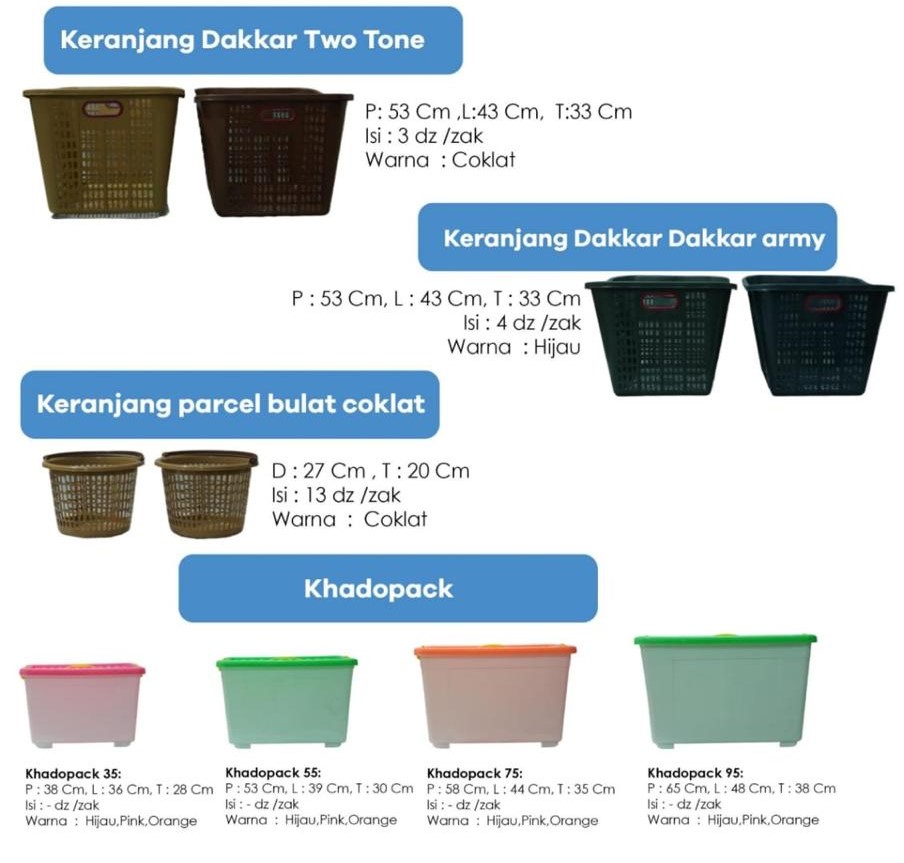 Keranjang Dakkar Two Tone
P: 53 Cm ,L:43 Cm, T:33 Cm
Isi : 3 dz /zak
Warna : Coklat
Keranjang Dakkar Dakkar army
P : 53 Cm, L : 43 Cm, T : 33 Cm
Isi : 4 dz /zak
Warna : Hijau
Keranjang parcel bulat coklat
D : 27 Cm , T : 20 Cm
Isi : 13 dz /zak
Warna : Coklat
Khadopack
Khadopack 35:
P : 38 Cm, L : 36 Cm, T : 28 Cm
Isi : - dz /zak
Warna : Hijau,Pink,Orange
Khadopack 55:
P : 53 Cm, L : 39 Cm, T : 30 Cm
Isi : - dz /zak
Warna : Hijau,Pink,Orange
Khadopack 75:
P : 58 Cm, L : 44 Cm, T : 35 Cm
Isi : - dz /zak
Warna : Hijau,Pink,Orange
Khadopack 95:
P : 65 Cm, L : 48 Cm, T : 38 Cm
Isi : - dz /zak
Warna : Hijau,Pink,Orange